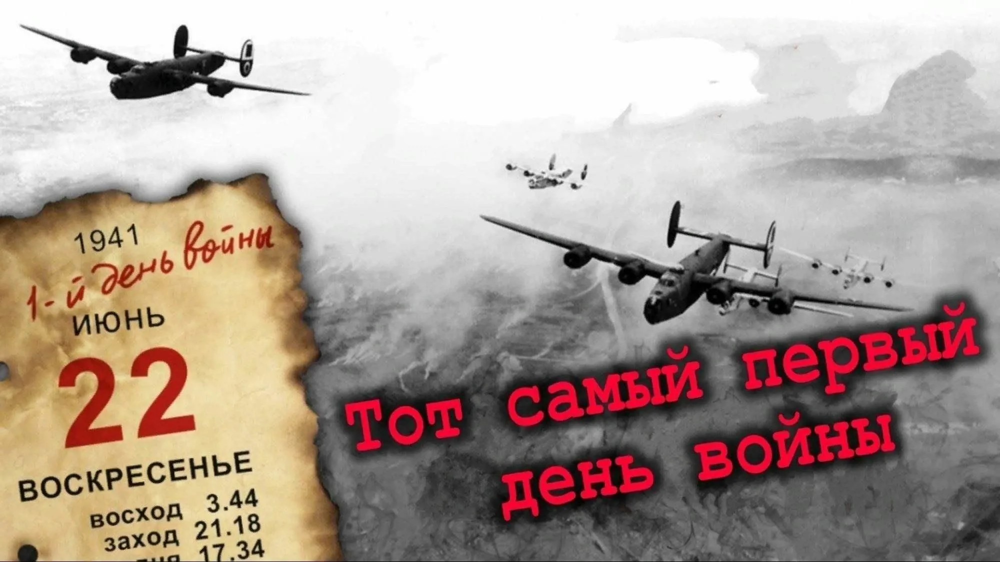 1941
1-й день войны
ИЮНЬ
22
ВОСКРЕСЕНЬЕ
восход 3.44
заход 21.18
17.34
Тот самый первый
день войны